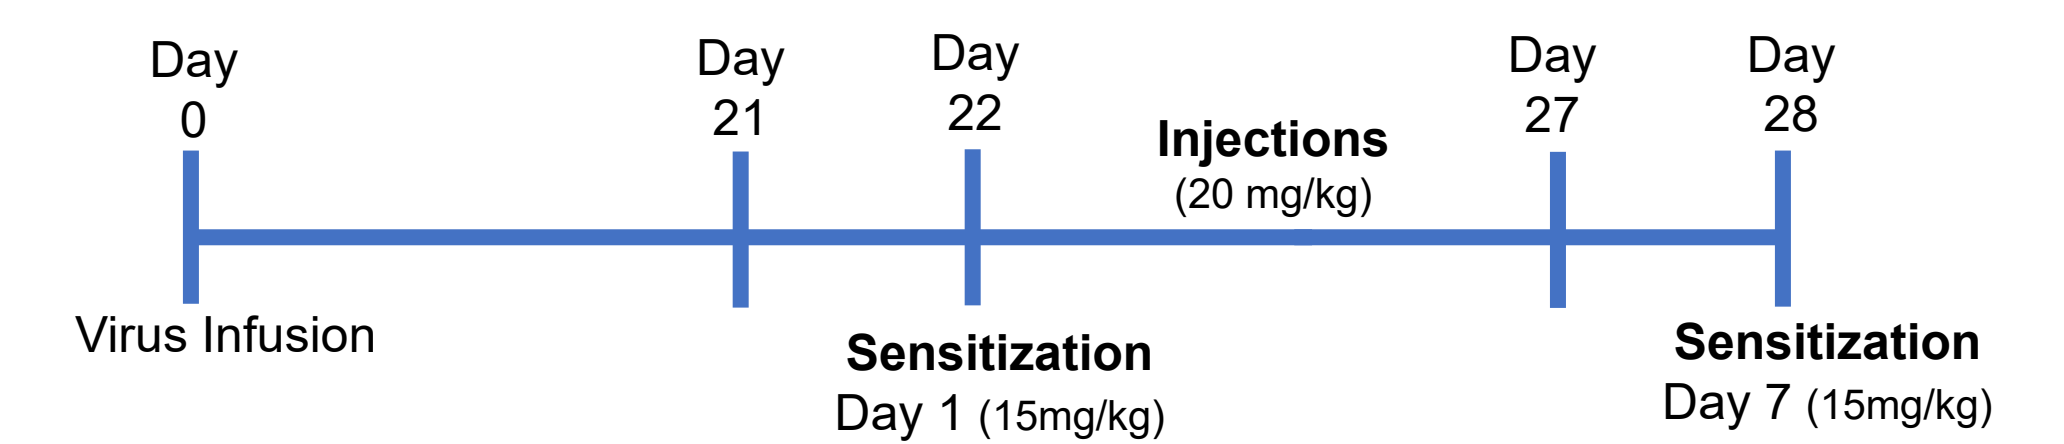 Day
0
Day
21
Day
22
Injections
(20 mg/kg)
Day
27
Day
28
Virus Infusion
Sensitization
Day 1 (15mg/kg)
Sensitization
Day 7 (15mg/kg)